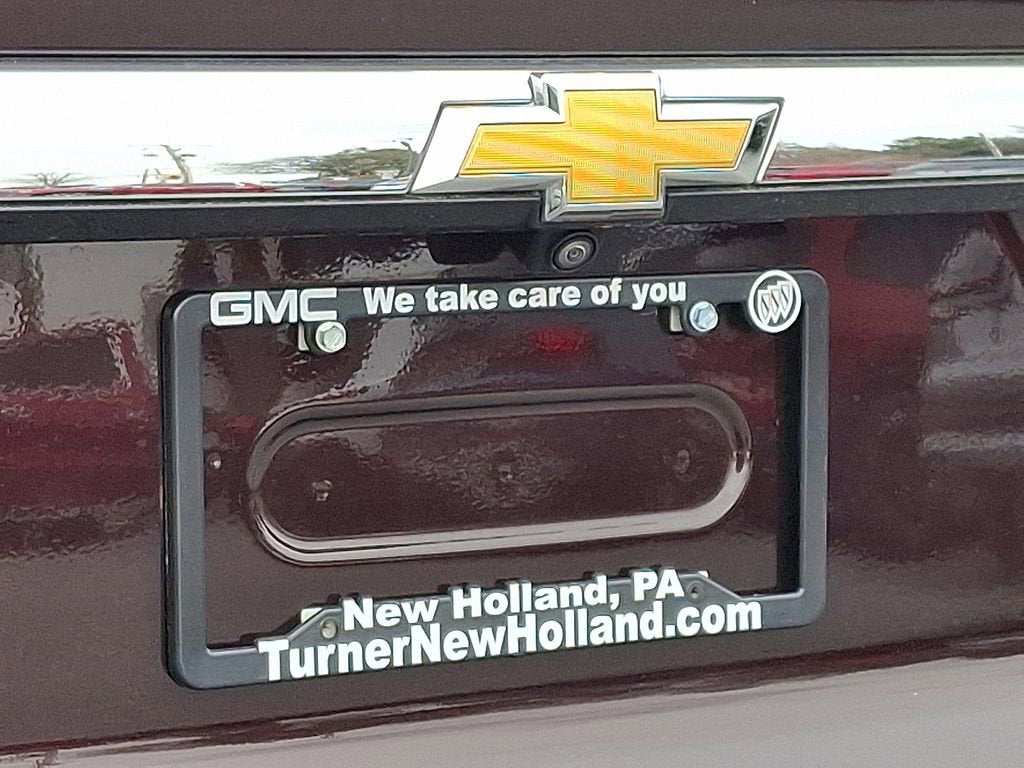 GMC We take care of you
New Holland, PA
TurnerNewHolland.com